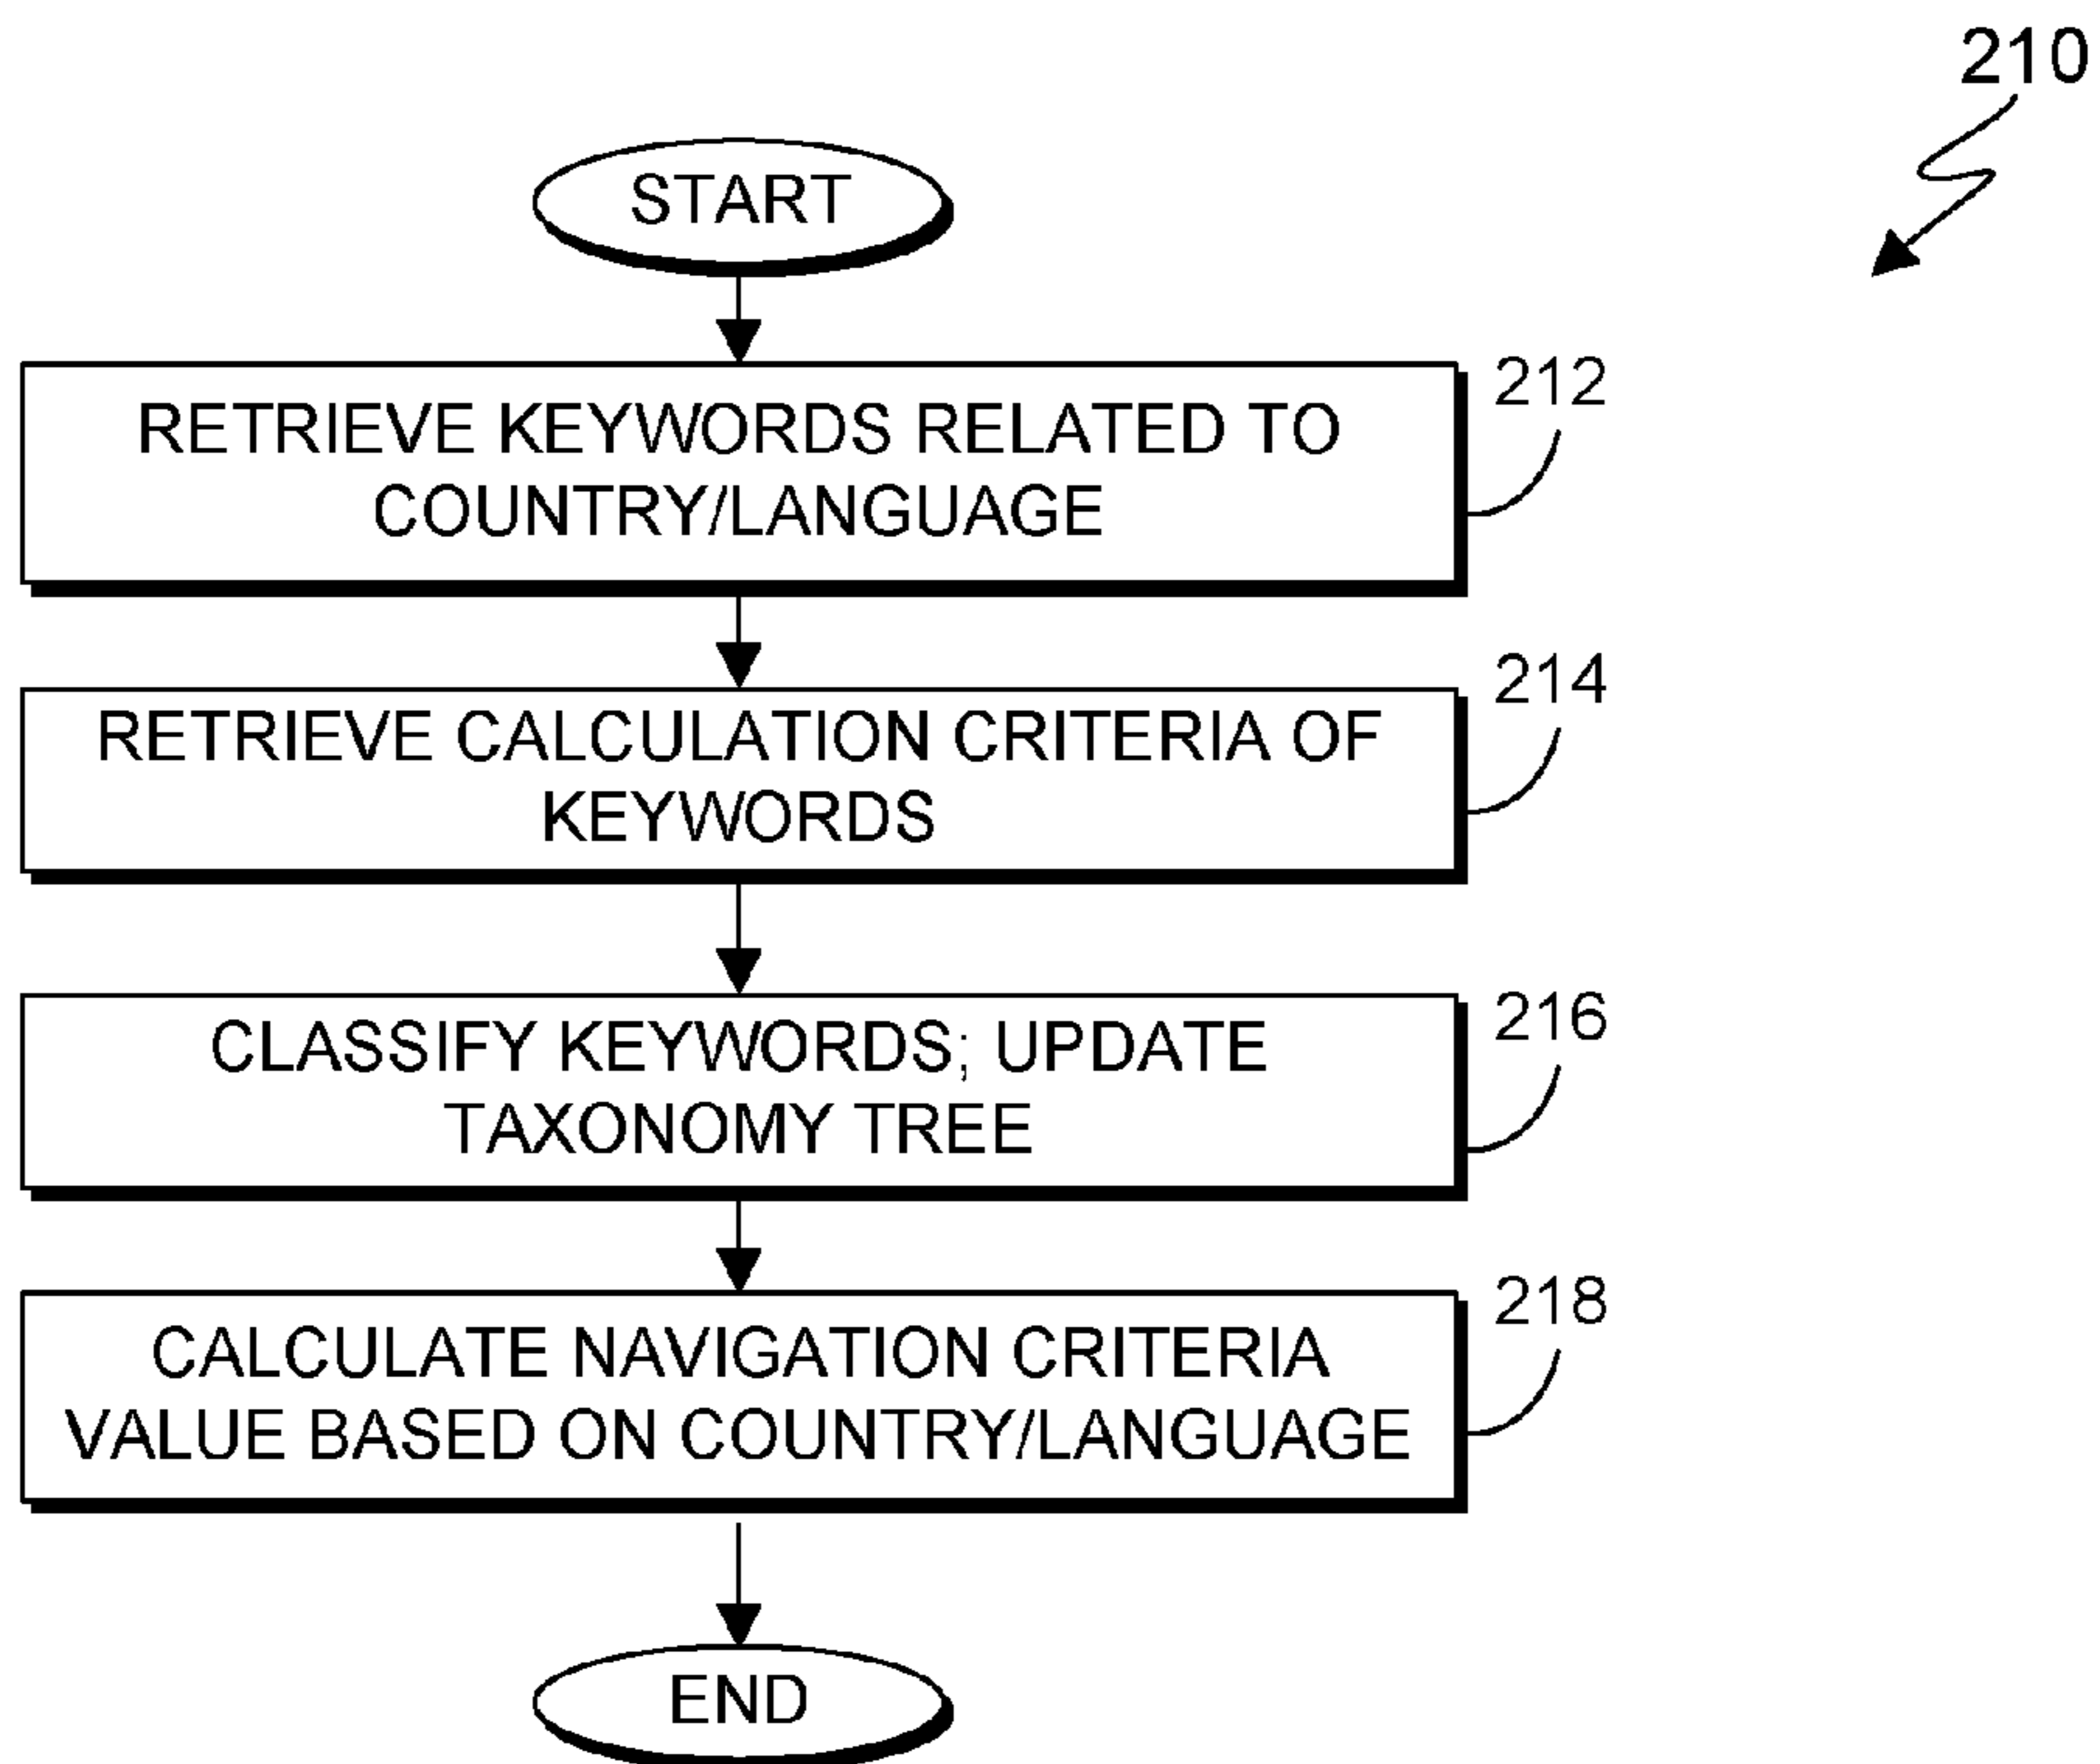 210
START
RETRIEVE KEYWORDS RELATED TO
COUNTRY/LANGUAGE
212
RETRIEVE CALCULATION CRITERIA OF
KEYWORDS
214
CLASSIFY KEYWORDS; UPDATE
TAXONOMY TREE
216
CALCULATE NAVIGATION CRITERIA
VALUE BASED ON COUNTRY/LANGUAGE
218
END